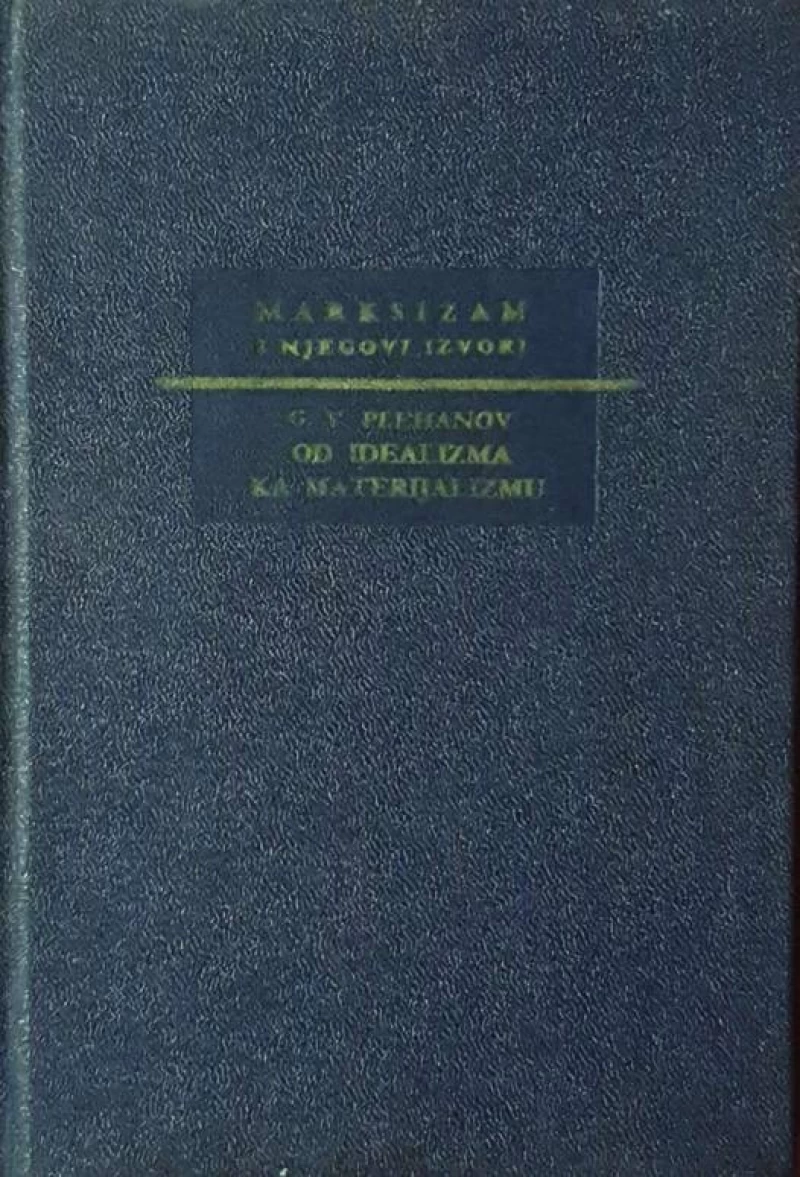 MARKSIZAM
I NJEGOVI IZVORI
G. V. PLEHANOV
OD IDEALIZMA
KA MATERIJALIZMU